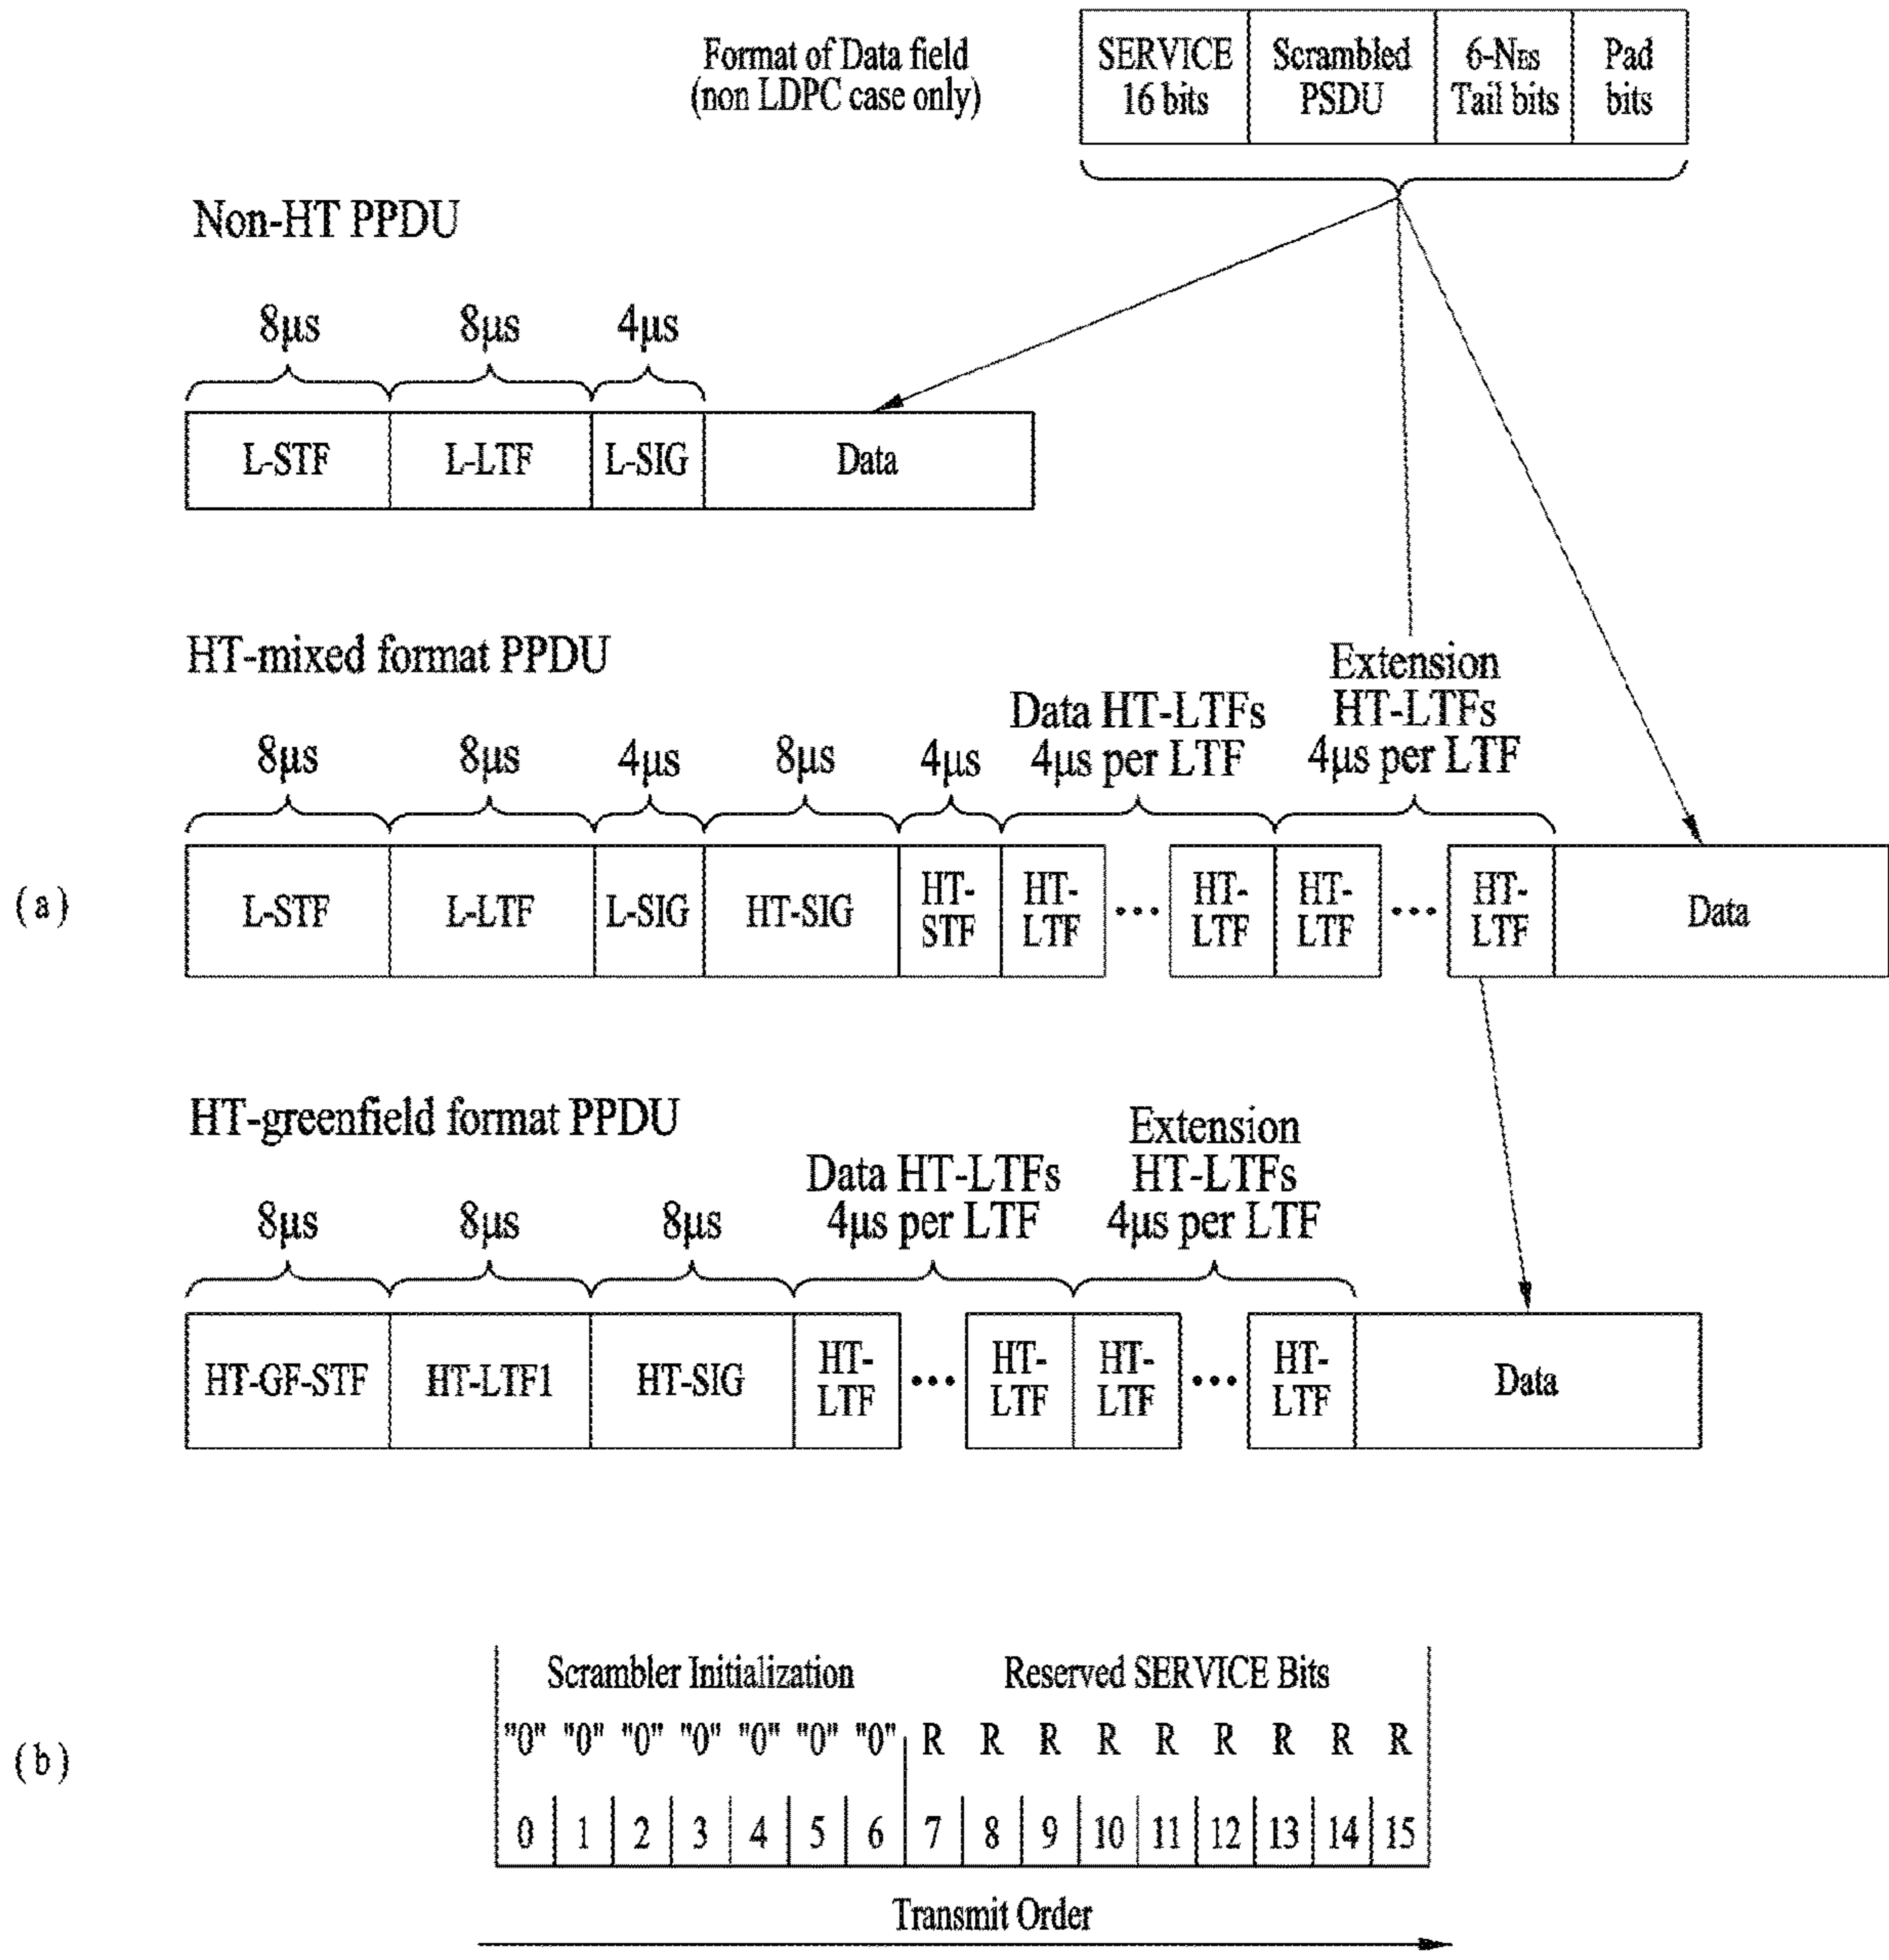 Format of Data field
(non LDPC case only)
SERVICE
16 bits
Scrambled
PSDU
6-NES
Tail bits
Pad
bits
Non-HT PPDU
8μs 8μs 4μs
L-STF L-LTF L-SIG Data
HT-mixed format PPDU
8μs 8μs 4μs 8μs 4μs
Data HT-LTFs
4μs per LTF
Extension
HT-LTFs
4μs per LTF
(a)
L-STF L-LTF L-SIG HT-SIG
HT-
STF
HT-
LTF
•••
HT-
LTF
HT-
LTF
•••
HT-
LTF
Data
HT-greenfield format PPDU
8μs 8μs 8μs
Data HT-LTFs
4μs per LTF
Extension
HT-LTFs
4μs per LTF
HT-GF-STF HT-LTF1 HT-SIG
HT-
LTF
•••
HT-
LTF
HT-
LTF
•••
HT-
LTF
Data
(b)
Scrambler Initialization Reserved SERVICE Bits
"0" "0" "0" "0" "0" "0" "0" R R R R R R R R R
0 1 2 3 4 5 6 7 8 9 10 11 12 13 14 15
Transmit Order